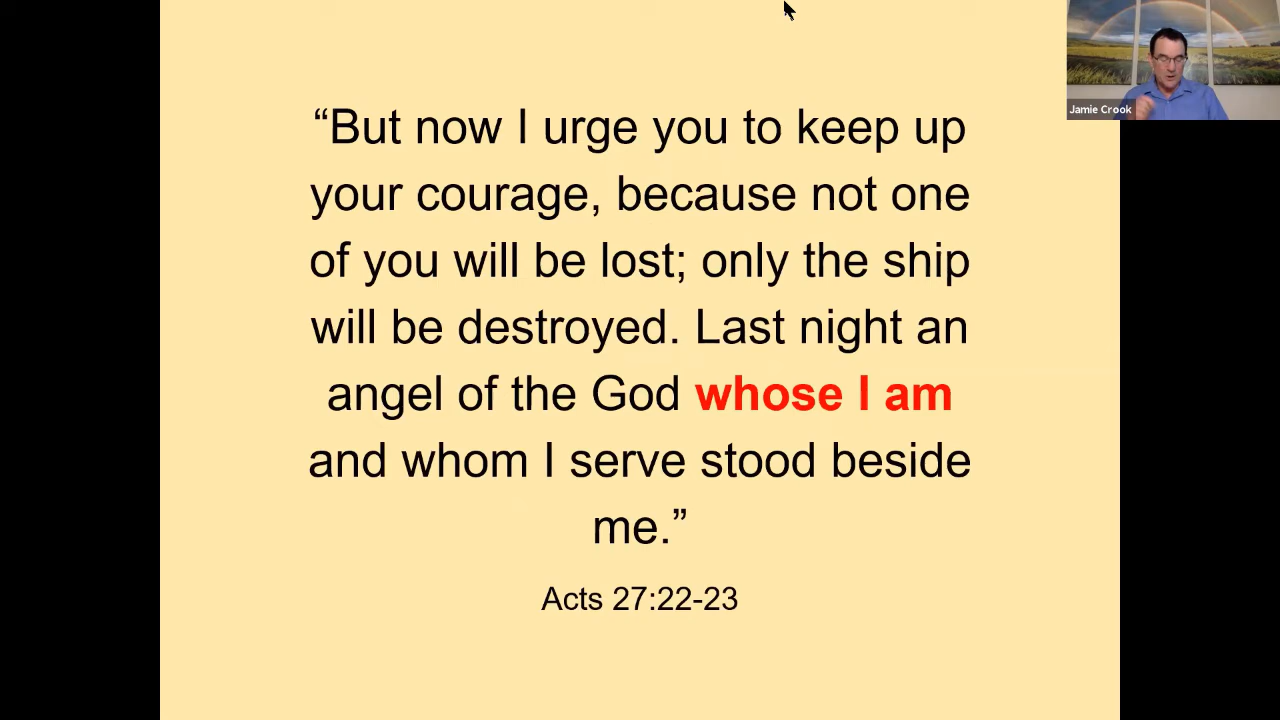 “But now I urge you to keep up
your courage, because not one
of you will be lost; only the ship
will be destroyed. Last night an
angel of the God whose I am
and whom I serve stood beside
me.”
Acts 27:22-23
Jamie Crook